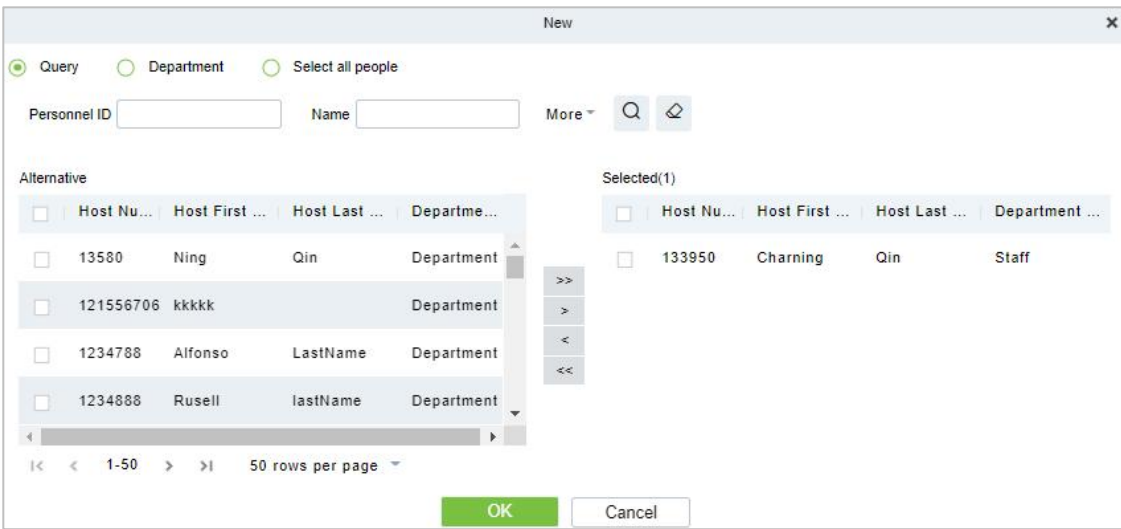 New
Query Department Select all people
Personnel ID Name More
Alternative Selected(1)
Host Nu... Host First ... Host Last ... Departme... Host Nu... Host First ... Host Last ... Department ...
13580 Ning Qin Department 133950 Charning Qin Staff
>>
121556706 kkkkk Department
>
<
1234788 Alfonso LastName Department
<<
1234888 Rusell lastName Department
1-50 50 rows per page
OK Cancel